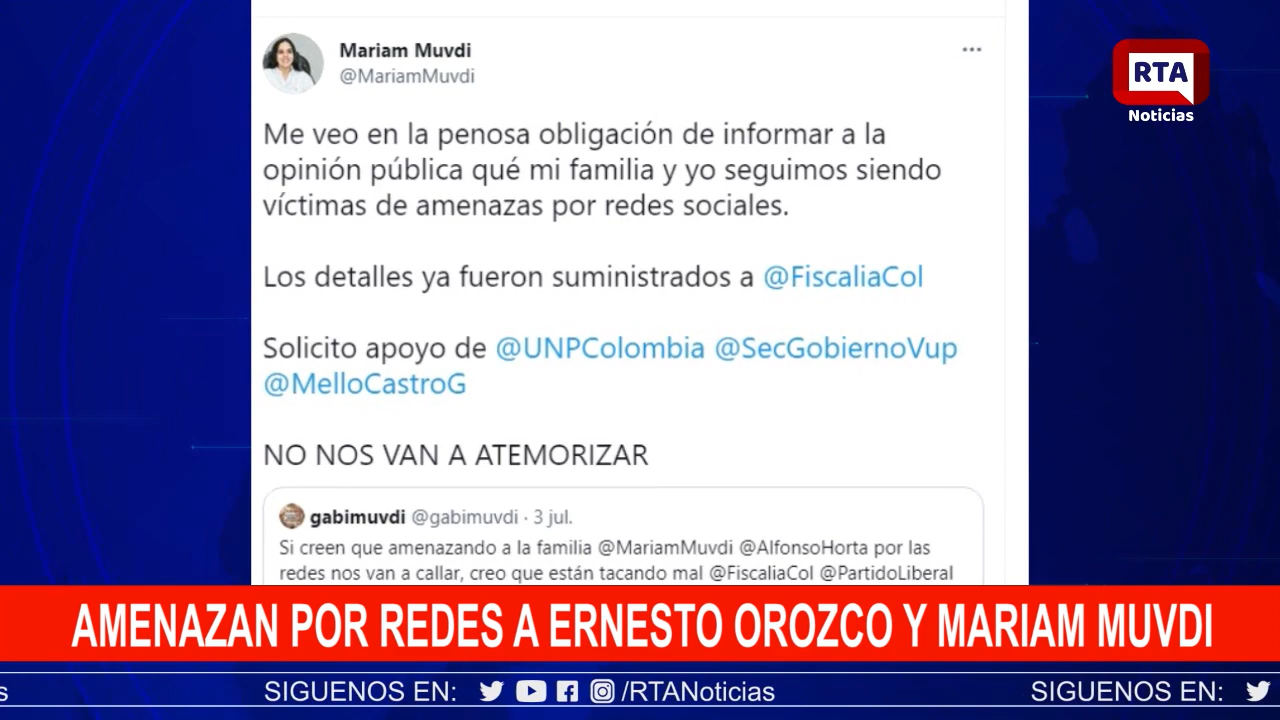 Mariam Muvdi
@MariamMuvdi
RTA
Noticias
Me veo en la penosa obligación de informar a la
opinión pública qué mi familia y yo seguimos siendo
víctimas de amenazas por redes sociales.
Los detalles ya fueron suministrados a @FiscaliaCol
Solicito apoyo de @UNPColombia @SecGobiernoVup
@MelloCastroG
NO NOS VAN A ATEMORIZAR
gabimuvdi @gabimuvdi · 3 jul.
Si creen que amenazando a la familia @MariamMuvdi @AlfonsoHorta por las
redes nos van a callar, creo que están tacando mal @FiscaliaCol @PartidoLiberal
AMENAZAN POR REDES A ERNESTO OROZCO Y MARIAM MUVDI
s SIGUENOS EN: /RTANoticias SIGUENOS EN: